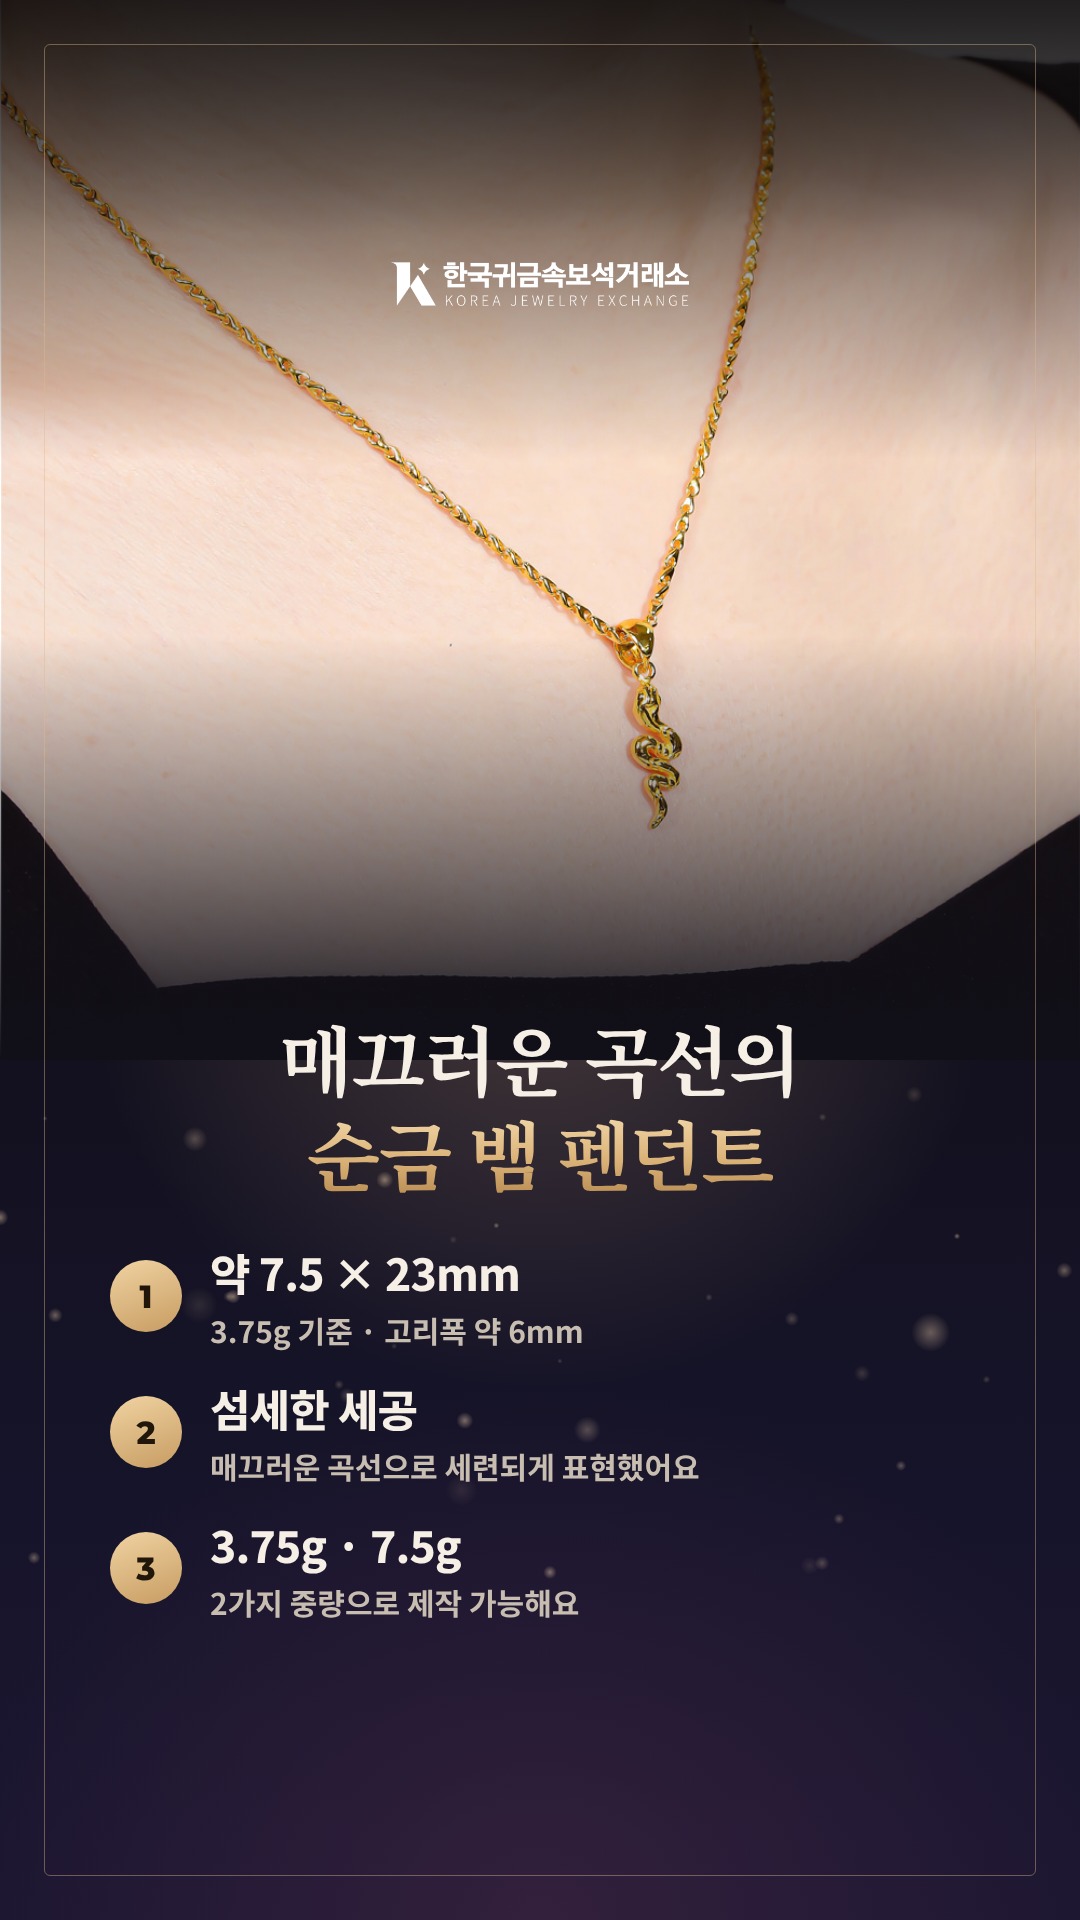 한국귀금속보석거래소
KOREA JEWELRY EXCHANGE
매끄러운 곡선의
순금 뱀 펜던트
1
약 7.5 × 23mm
3.75g 기준 · 고리폭 약 6mm
2
섬세한 세공
매끄러운 곡선으로 세련되게 표현했어요
3
3.75g · 7.5g
2가지 중량으로 제작 가능해요